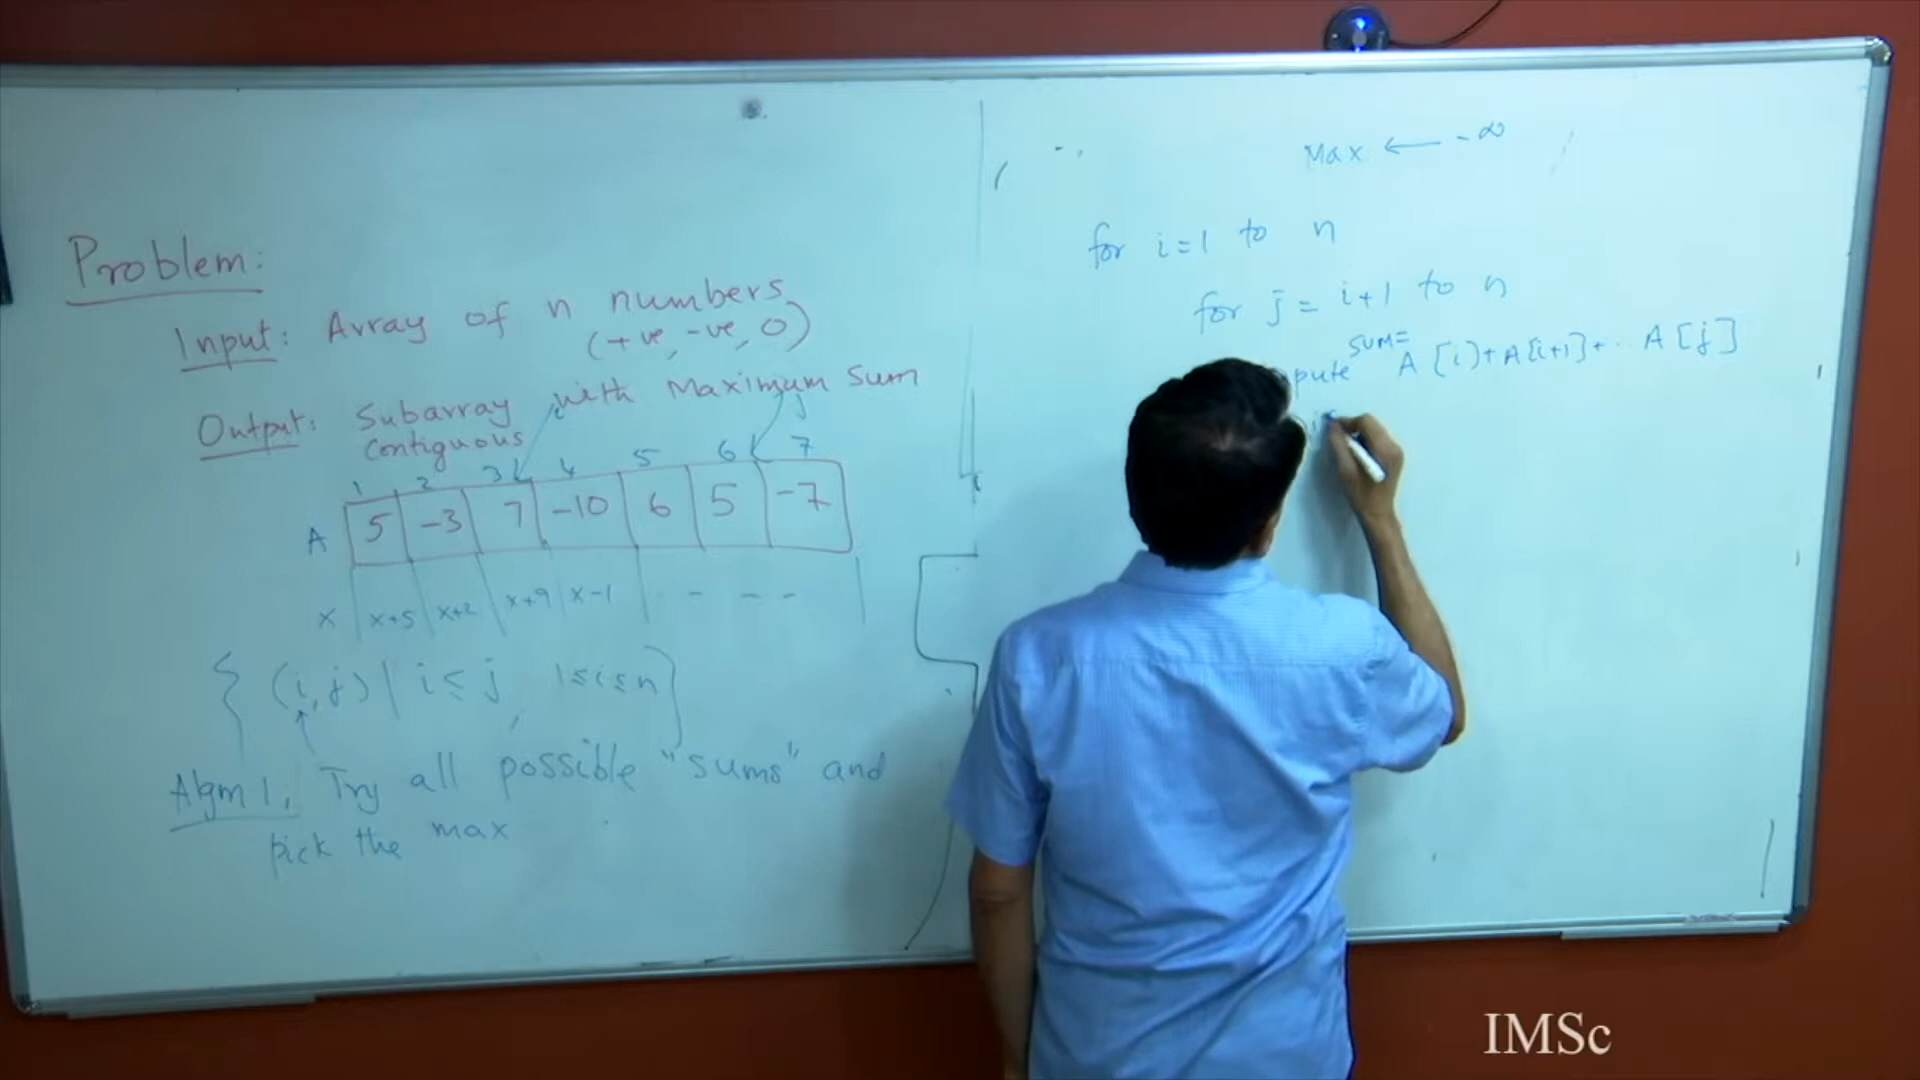 Problem:
Input: Array of n numbers
(+ve, -ve, 0)
Output: Subarray with Maximum Sum
Contiguous
i j
1 2 3 4 5 6 7
A 5 -3 7 -10 6 5 -7
x x+5 x+2 x+9 x-1 - - -
{ (i,j) | i ≤ j, 1≤i≤n }
Algm 1: Try all possible "sums" and
pick the max
Max ← -∞
for i=1 to n
for j = i+1 to n
SUM=
pute A[i]+A[i+1]+.. A[j]
IMSc